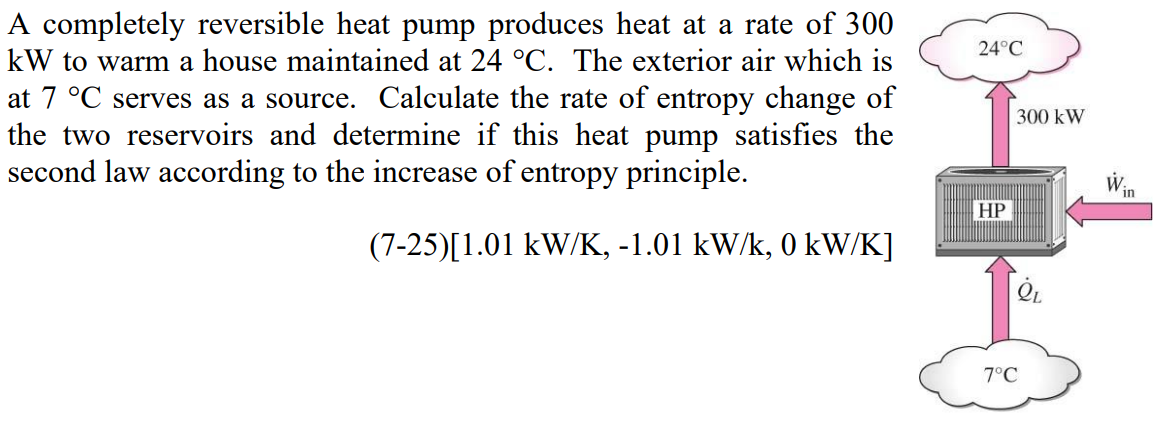 A completely reversible heat pump produces heat at a rate of 300
kW to warm a house maintained at 24 °C. The exterior air which is
at 7 °C serves as a source. Calculate the rate of entropy change of
the two reservoirs and determine if this heat pump satisfies the
second law according to the increase of entropy principle.
(7-25)[1.01 kW/K, -1.01 kW/k, 0 kW/K]
24°C
300 kW
Ẇin
HP
Q̇L
7°C